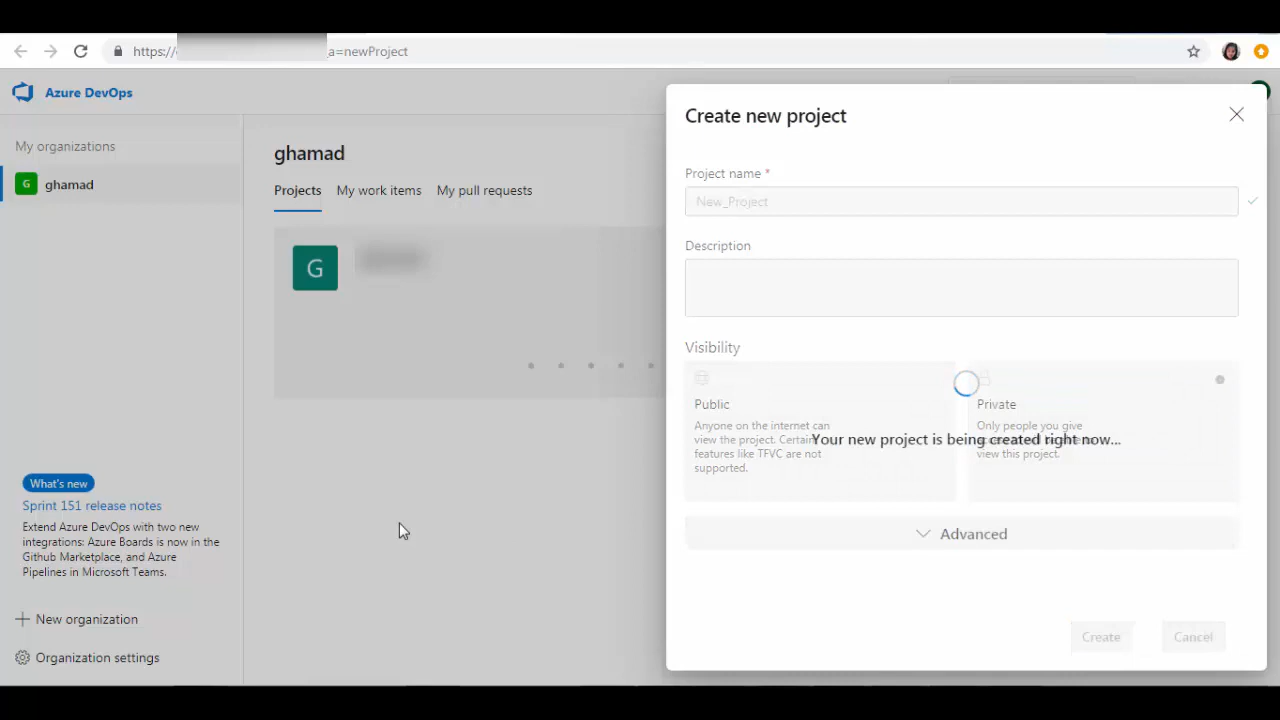 https://
_a=newProject
Azure DevOps
My organizations
G ghamad
ghamad
Projects My work items My pull requests
G
What's new
Sprint 151 release notes
Extend Azure DevOps with two new
integrations: Azure Boards is now in the
Github Marketplace, and Azure
Pipelines in Microsoft Teams.
New organization
Organization settings
Create new project
Project name *
New_Project
Description
Visibility
Public
Anyone on the internet can
view the project. Certain
features like TFVC are not
supported.
Private
Only people you give
view this project.
Your new project is being created right now...
Advanced
Create Cancel